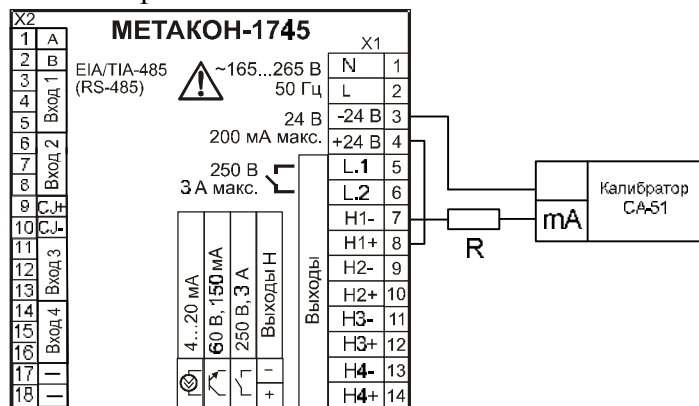 X2
МЕТАКОН-1745
X1
1 A
2 B
3
4
5
Вход 1
6
7
8
Вход 2
9 CJ+
10 CJ-
11
12
13
Вход 3
14
15
16
Вход 4
17 —
18 —
EIA/TIA-485
(RS-485)
~165...265 В
50 Гц
24 В
200 мА макс.
250 В
3 А макс.
N 1
L 2
-24 В 3
+24 В 4
L.1 5
L.2 6
H1- 7
H1+ 8
H2- 9
H2+ 10
H3- 11
H3+ 12
H4- 13
H4+ 14
Выходы
4...20 мА
60 В, 150 мА
250 В, 3 А
Выходы Н
−
+
R
mA
Калибратор
СА-51